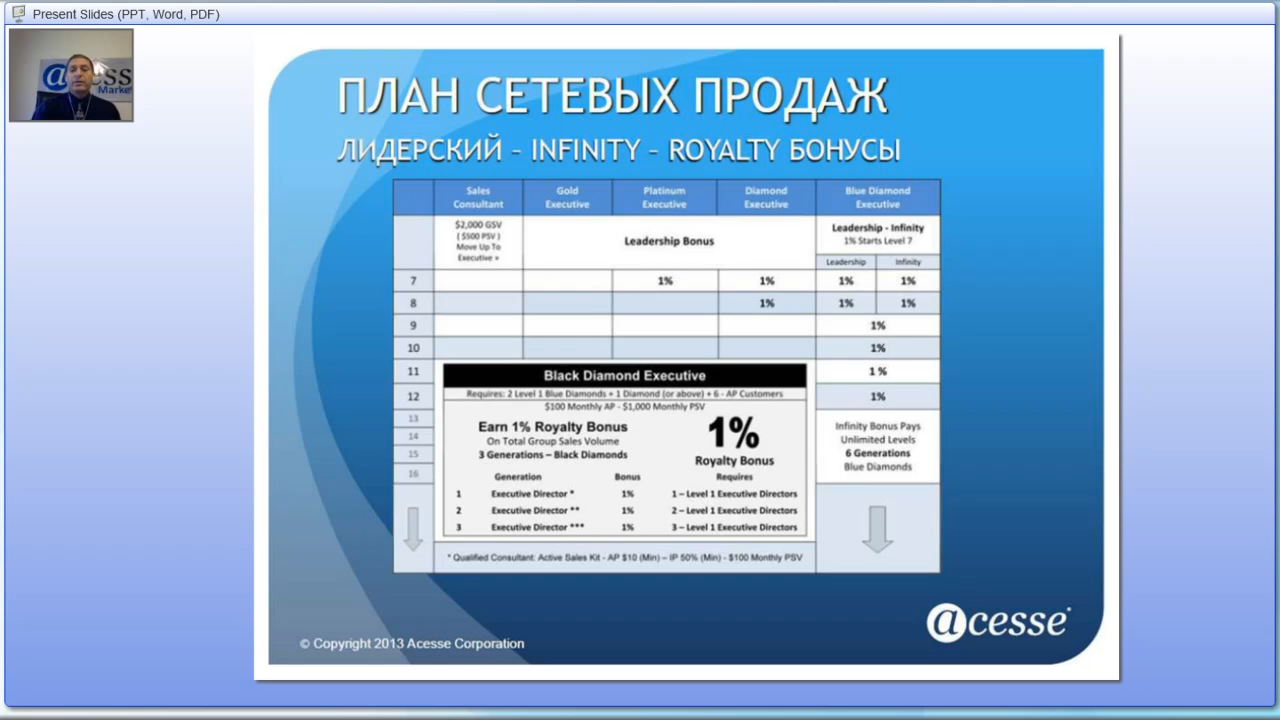 Present Slides (PPT, Word, PDF)
@cess
Market
ПЛАН СЕТЕВЫХ ПРОДАЖ
ЛИДЕРСКИЙ – INFINITY – ROYALTY БОНУСЫ
Sales Consultant
Gold Executive
Platinum Executive
Diamond Executive
Blue Diamond Executive
$2,000 GSV
( $500 PSV )
Move Up To
Executive »
Leadership Bonus
Leadership - Infinity
1% Starts Level 7
Leadership Infinity
7 1% 1% 1% 1%
8 1% 1% 1%
9 1%
10 1%
11 1 %
12 1%
13
14
15
16
Black Diamond Executive
Requires: 2 Level 1 Blue Diamonds + 1 Diamond (or above) + 6 - AP Customers
$100 Monthly AP - $1,000 Monthly PSV
Earn 1% Royalty Bonus
On Total Group Sales Volume
3 Generations – Black Diamonds
1%
Royalty Bonus
Generation Bonus Requires
1 Executive Director * 1% 1 – Level 1 Executive Directors
2 Executive Director ** 1% 2 – Level 1 Executive Directors
3 Executive Director *** 1% 3 – Level 1 Executive Directors
Infinity Bonus Pays
Unlimited Levels
6 Generations
Blue Diamonds
* Qualified Consultant: Active Sales Kit - AP $10 (Min) – IP 50% (Min) - $100 Monthly PSV
@cesse
© Copyright 2013 Acesse Corporation